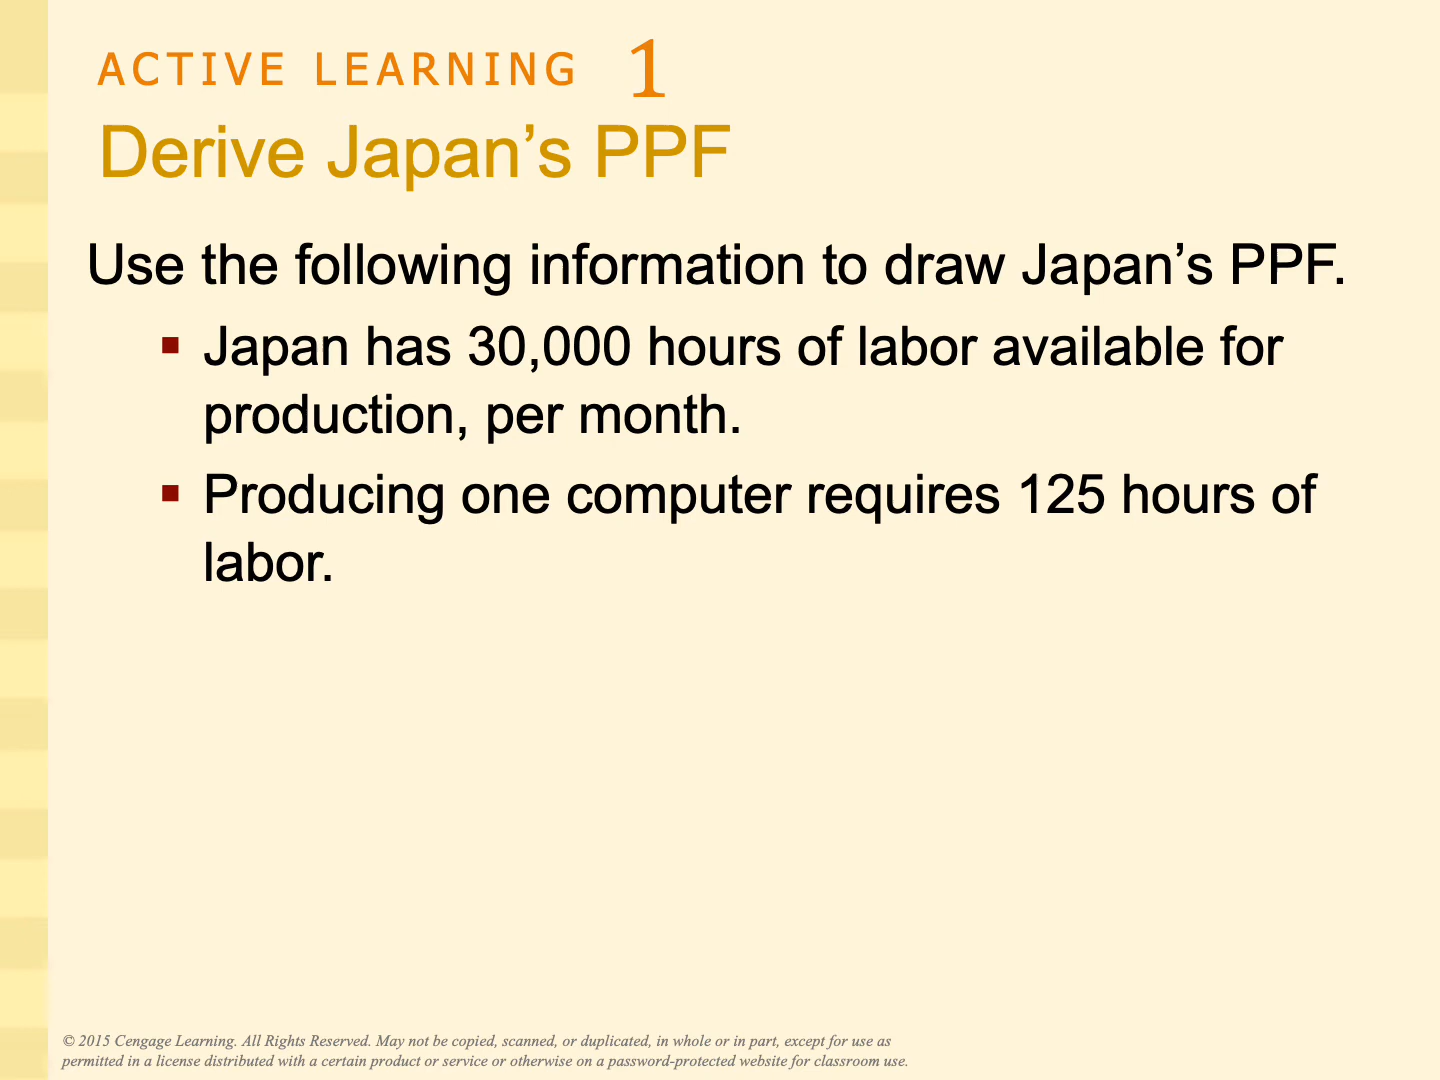 ACTIVE LEARNING 1
Derive Japan’s PPF
Use the following information to draw Japan’s PPF.
▪ Japan has 30,000 hours of labor available for
production, per month.
▪ Producing one computer requires 125 hours of
labor.
© 2015 Cengage Learning. All Rights Reserved. May not be copied, scanned, or duplicated, in whole or in part, except for use as
permitted in a license distributed with a certain product or service or otherwise on a password-protected website for classroom use.